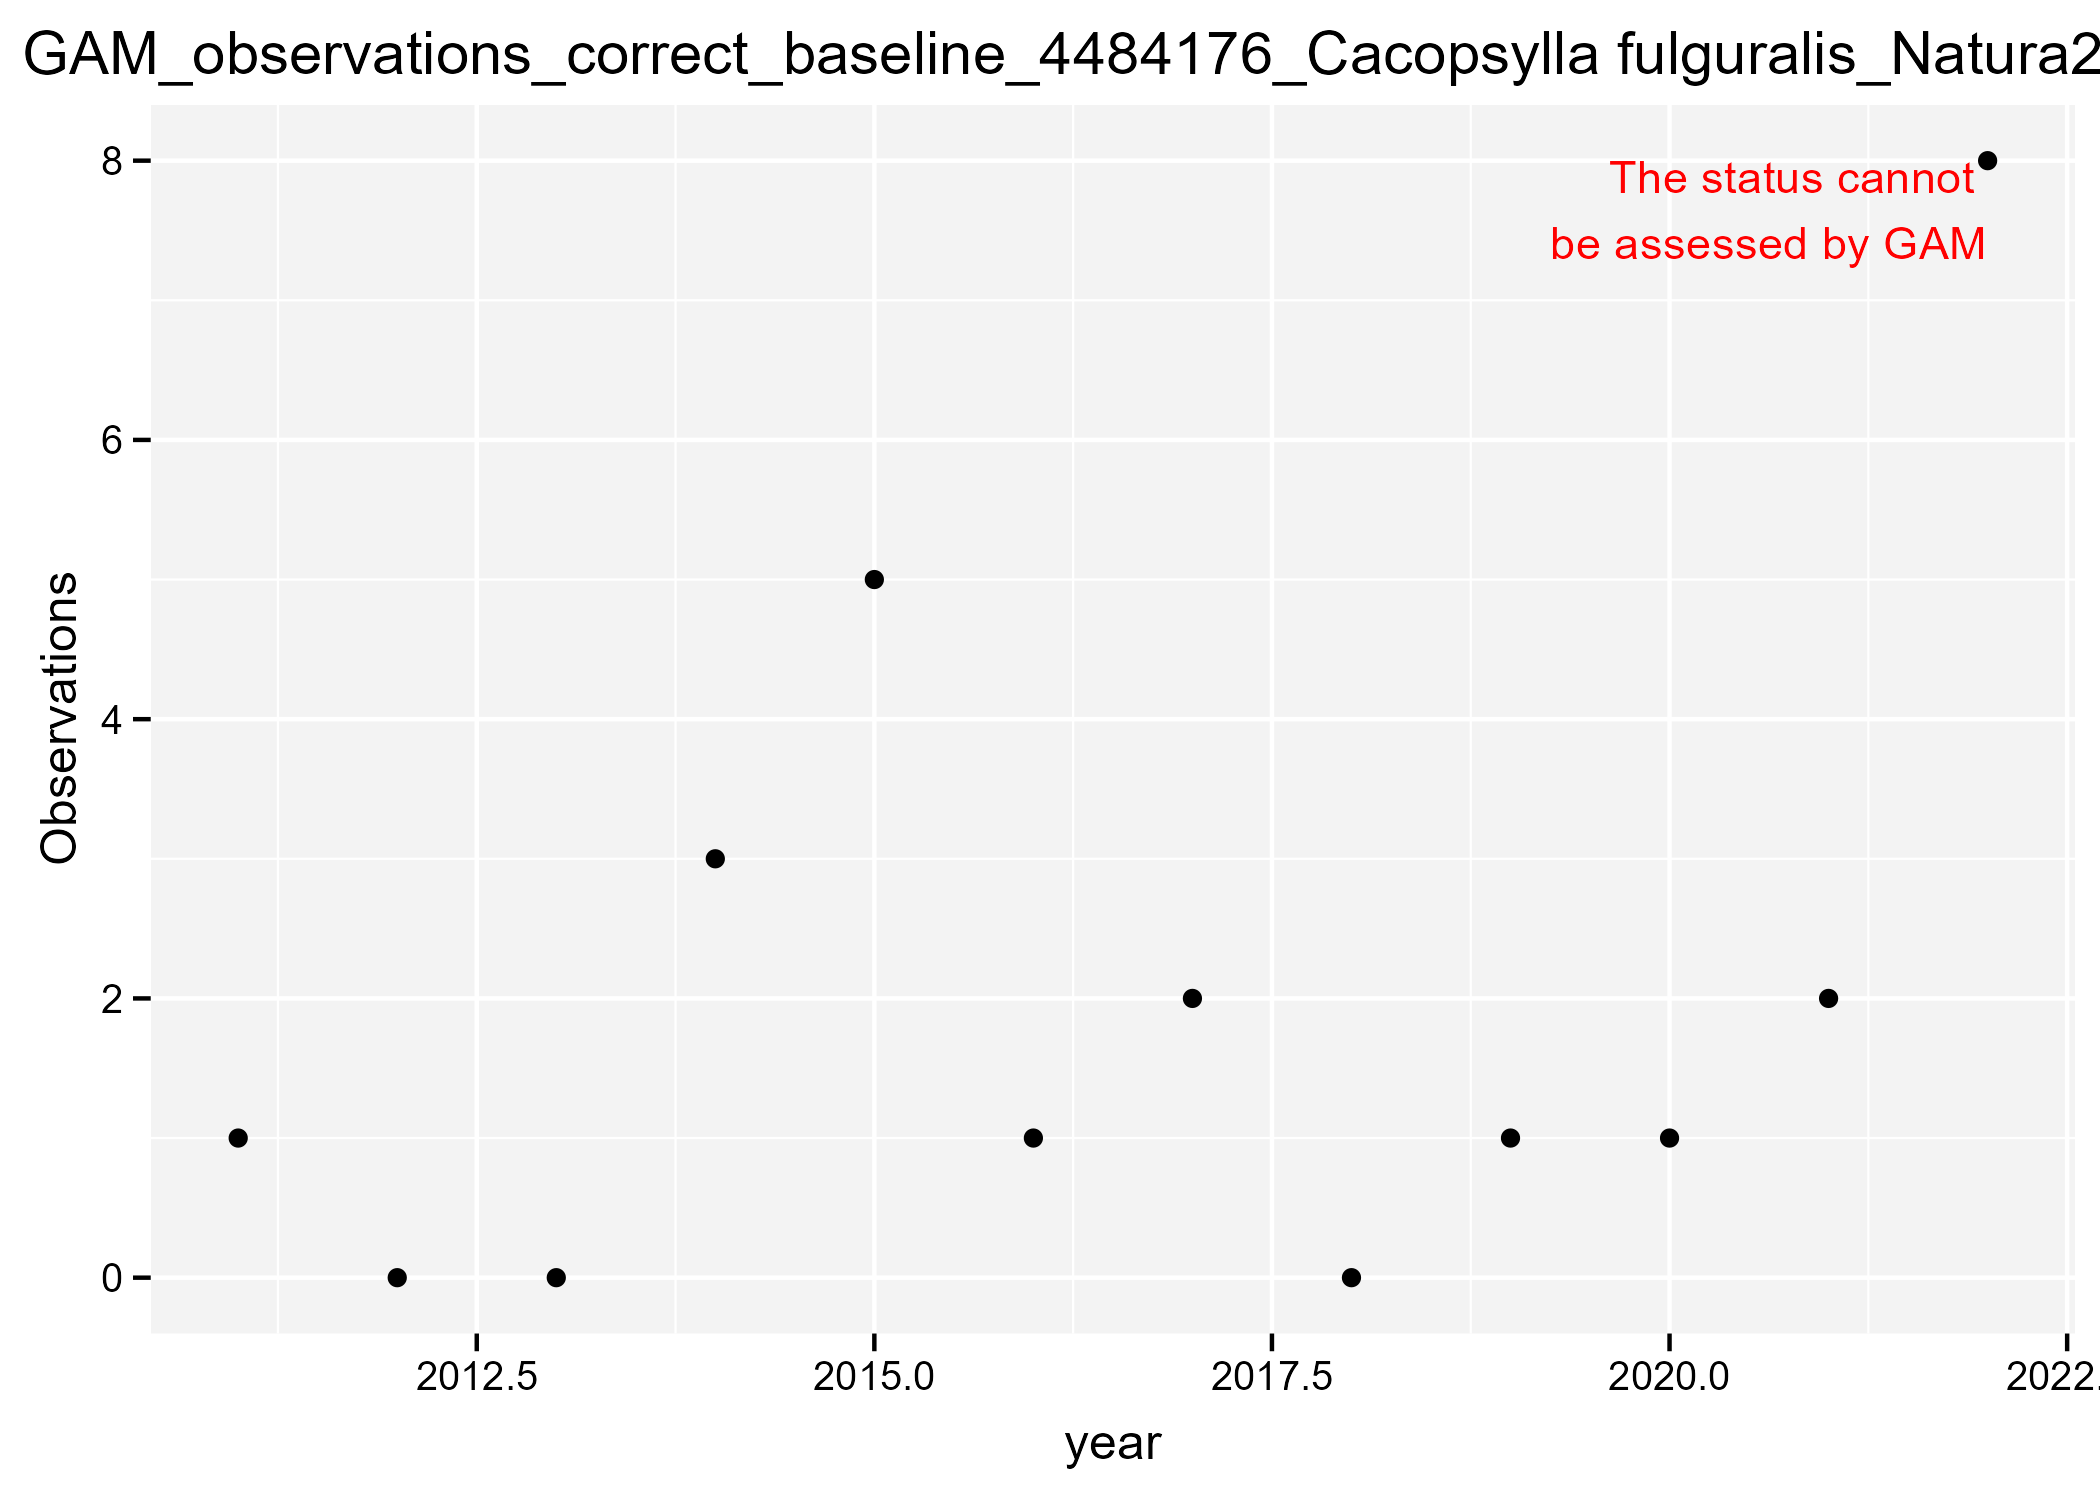 GAM_observations_correct_baseline_4484176_Cacopsylla fulguralis_Natura2
8
The status cannot
be assessed by GAM
6
Observations
4
2
0
2012.5 2015.0 2017.5 2020.0 2022.
year